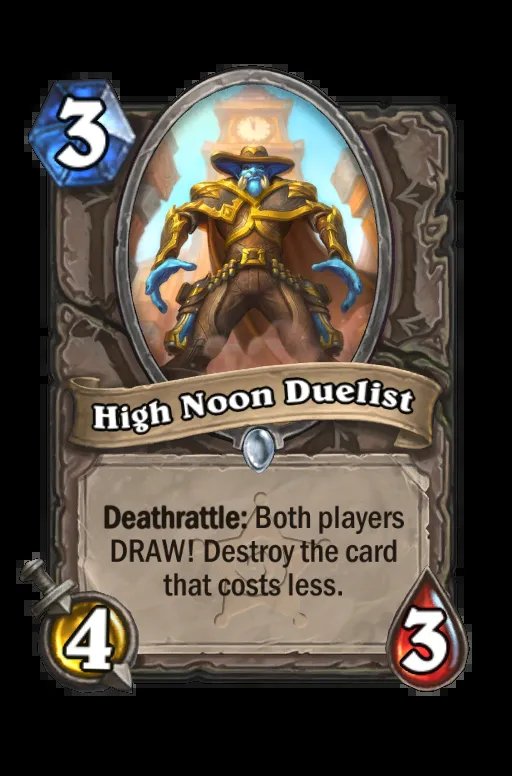 3
High Noon Duelist
Deathrattle: Both players
DRAW! Destroy the card
that costs less.
4
3